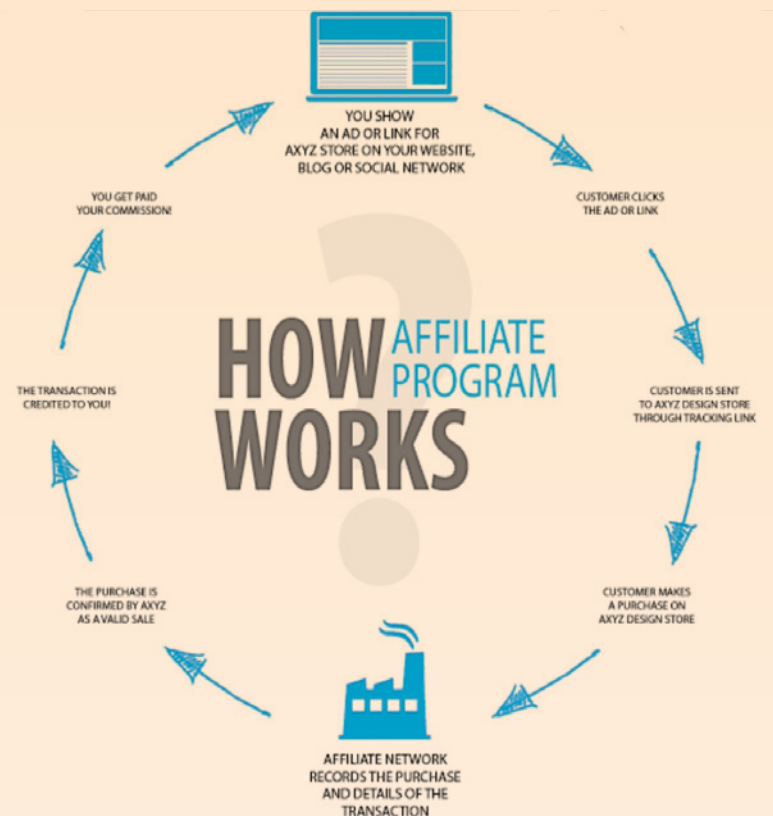 YOU SHOW
AN AD OR LINK FOR
AXYZ STORE ON YOUR WEBSITE,
BLOG OR SOCIAL NETWORK
CUSTOMER CLICKS
THE AD OR LINK
CUSTOMER IS SENT
TO AXYZ DESIGN STORE
THROUGH TRACKING LINK
CUSTOMER MAKES
A PURCHASE ON
AXYZ DESIGN STORE
AFFILIATE NETWORK
RECORDS THE PURCHASE
AND DETAILS OF THE
TRANSACTION
THE PURCHASE IS
CONFIRMED BY AXYZ
AS A VALID SALE
THE TRANSACTION IS
CREDITED TO YOU!
YOU GET PAID
YOUR COMMISSION!
HOW AFFILIATE
PROGRAM
WORKS
?